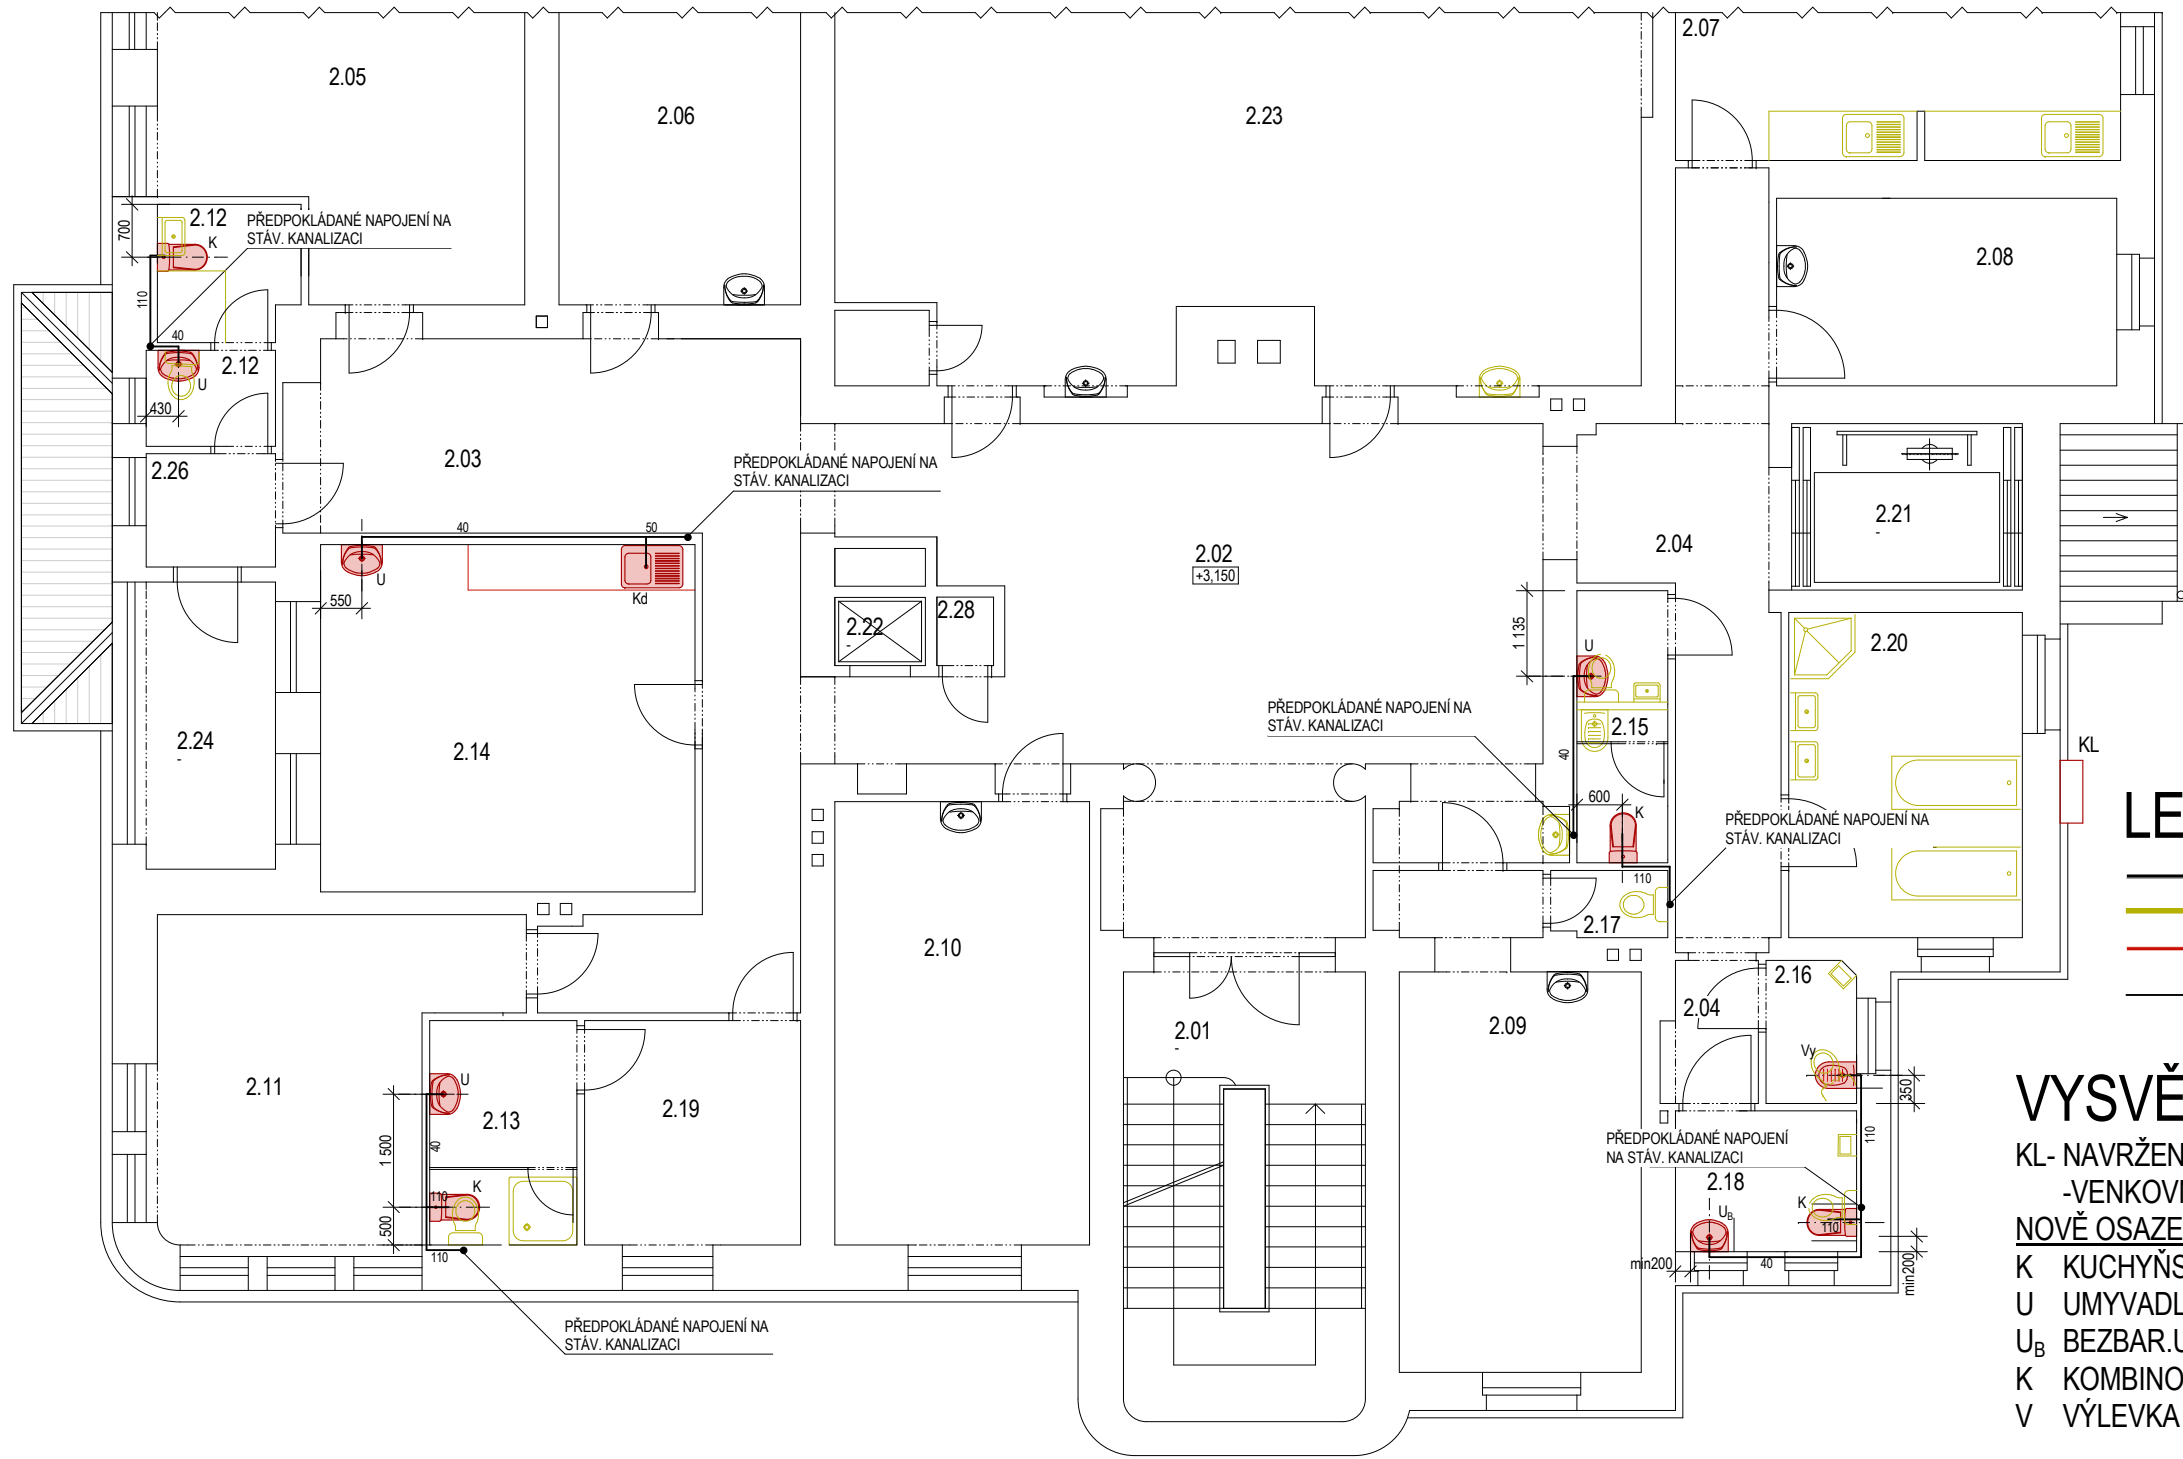 2.07
2.05
2.06
2.23
2.12
PŘEDPOKLÁDANÉ NAPOJENÍ NA
STÁV. KANALIZACI
700
K
2.08
110
40
2.12
U
430
2.03
2.26
PŘEDPOKLÁDANÉ NAPOJENÍ NA
STÁV. KANALIZACI
40
50
2.21
-
2.04
2.02
+3,150
U
Kd
550
2.22
-
2.28
1 135
U
2.20
PŘEDPOKLÁDANÉ NAPOJENÍ NA
STÁV. KANALIZACI
2.15
2.24
-
2.14
40
KL
600
K
PŘEDPOKLÁDANÉ NAPOJENÍ NA
STÁV. KANALIZACI
LE
110
2.17
2.10
2.16
2.04
2.01
-
2.09
Vy
350
2.11
U
2.13
2.19
1 500
40
110
PŘEDPOKLÁDANÉ NAPOJENÍ
NA STÁV. KANALIZACI
2.18
K
110
500
110
K
UB
110
min200
40
min200
PŘEDPOKLÁDANÉ NAPOJENÍ NA
STÁV. KANALIZACI
VYSVĚ
KL- NAVRŽEN
-VENKOV
NOVĚ OSAZE
K KUCHYŇS
U UMYVADL
UB BEZBAR.U
K KOMBINO
V VÝLEVKA